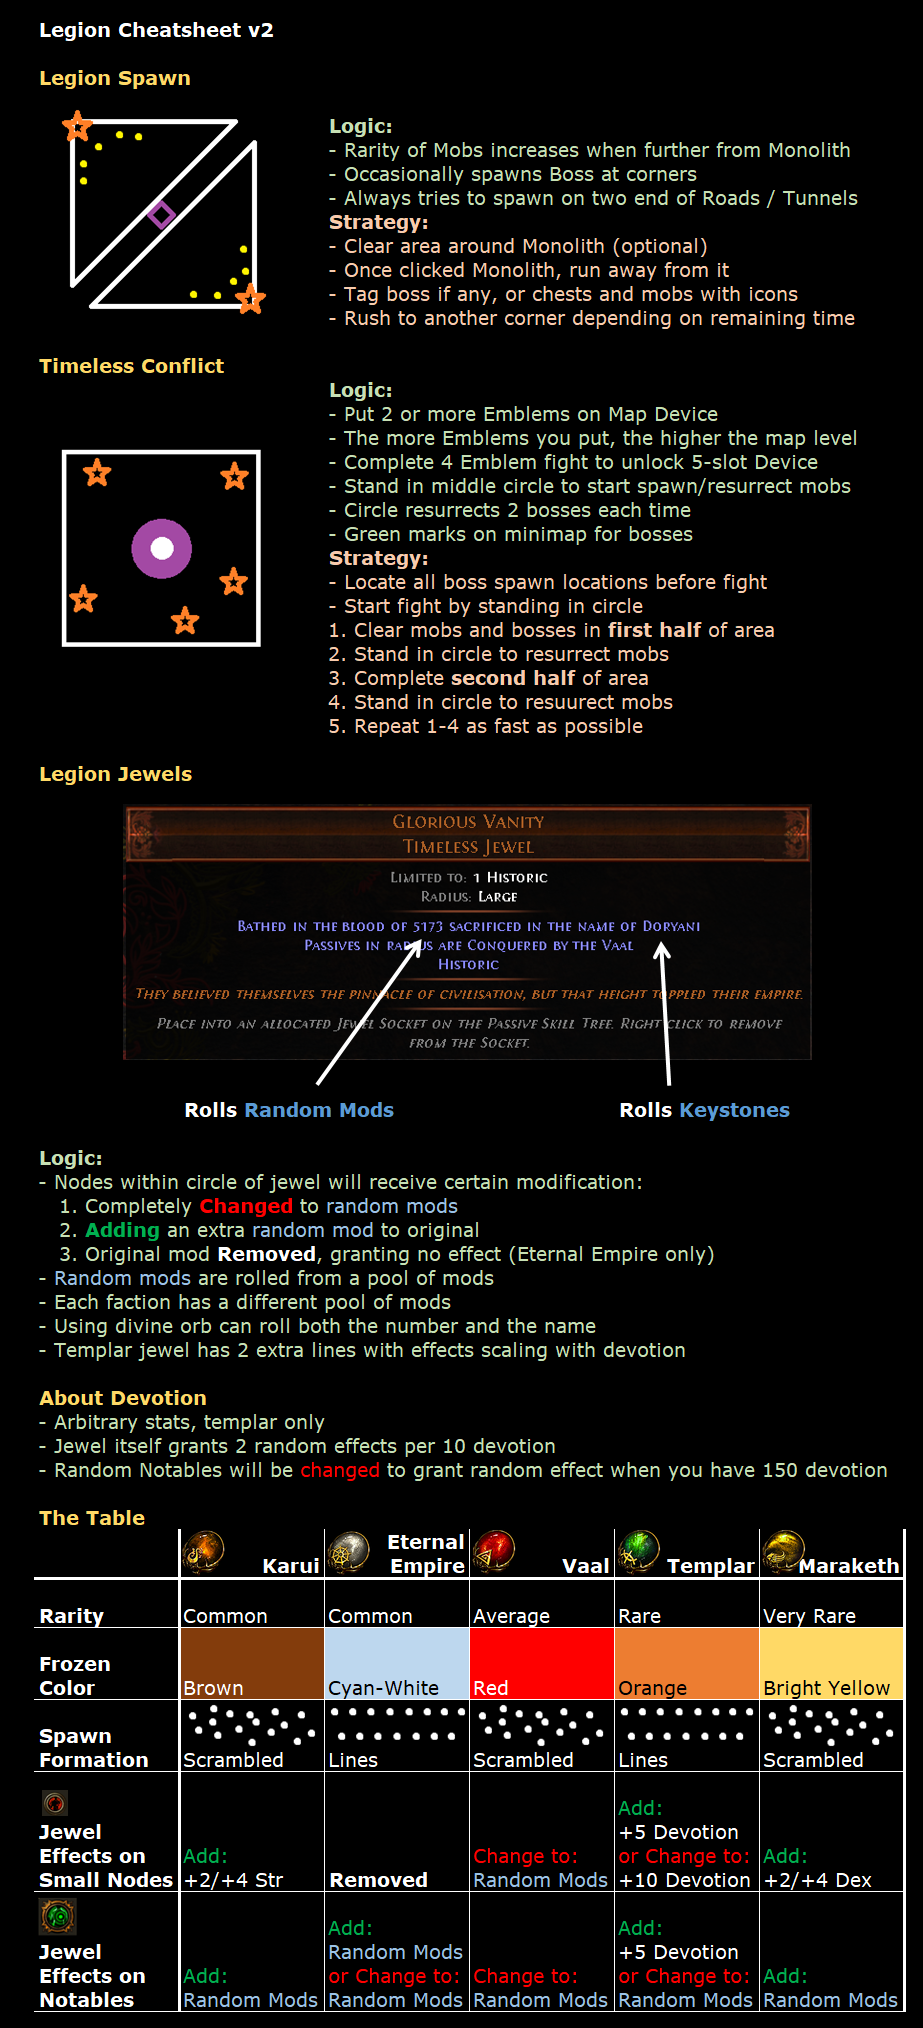 Legion Cheatsheet v2
Legion Spawn
Logic:
- Rarity of Mobs increases when further from Monolith
- Occasionally spawns Boss at corners
- Always tries to spawn on two end of Roads / Tunnels
Strategy:
- Clear area around Monolith (optional)
- Once clicked Monolith, run away from it
- Tag boss if any, or chests and mobs with icons
- Rush to another corner depending on remaining time
Timeless Conflict
Logic:
- Put 2 or more Emblems on Map Device
- The more Emblems you put, the higher the map level
- Complete 4 Emblem fight to unlock 5-slot Device
- Stand in middle circle to start spawn/resurrect mobs
- Circle resurrects 2 bosses each time
- Green marks on minimap for bosses
Strategy:
- Locate all boss spawn locations before fight
- Start fight by standing in circle
1. Clear mobs and bosses in first half of area
2. Stand in circle to resurrect mobs
3. Complete second half of area
4. Stand in circle to resuurect mobs
5. Repeat 1-4 as fast as possible
Legion Jewels
Glorious Vanity
Timeless Jewel
Limited to: 1 Historic
Radius: Large
Bathed in the blood of 5173 sacrificed in the name of Doryani
Passives in radius are Conquered by the Vaal
Historic
They believed themselves the pinnacle of civilisation, but that height toppled their empire.
Place into an allocated Jewel Socket on the Passive Skill Tree. Right click to remove
from the Socket.
Rolls Random Mods
Rolls Keystones
Logic:
- Nodes within circle of jewel will receive certain modification:
1. Completely Changed to random mods
2. Adding an extra random mod to original
3. Original mod Removed, granting no effect (Eternal Empire only)
- Random mods are rolled from a pool of mods
- Each faction has a different pool of mods
- Using divine orb can roll both the number and the name
- Templar jewel has 2 extra lines with effects scaling with devotion
About Devotion
- Arbitrary stats, templar only
- Jewel itself grants 2 random effects per 10 devotion
- Random Notables will be changed to grant random effect when you have 150 devotion
The Table
Karui
Eternal
Empire
Vaal
Templar
Maraketh
Rarity
Common
Common
Average
Rare
Very Rare
Frozen
Color
Brown
Cyan-White
Red
Orange
Bright Yellow
Spawn
Formation
Scrambled
Lines
Scrambled
Lines
Scrambled
Jewel
Effects on
Small Nodes
Add:
+2/+4 Str
Removed
Change to:
Random Mods
Add:
+5 Devotion
or Change to:
+10 Devotion
Add:
+2/+4 Dex
Jewel
Effects on
Notables
Add:
Random Mods
Add:
Random Mods
or Change to:
Random Mods
Change to:
Random Mods
Add:
+5 Devotion
or Change to:
Random Mods
Add:
Random Mods